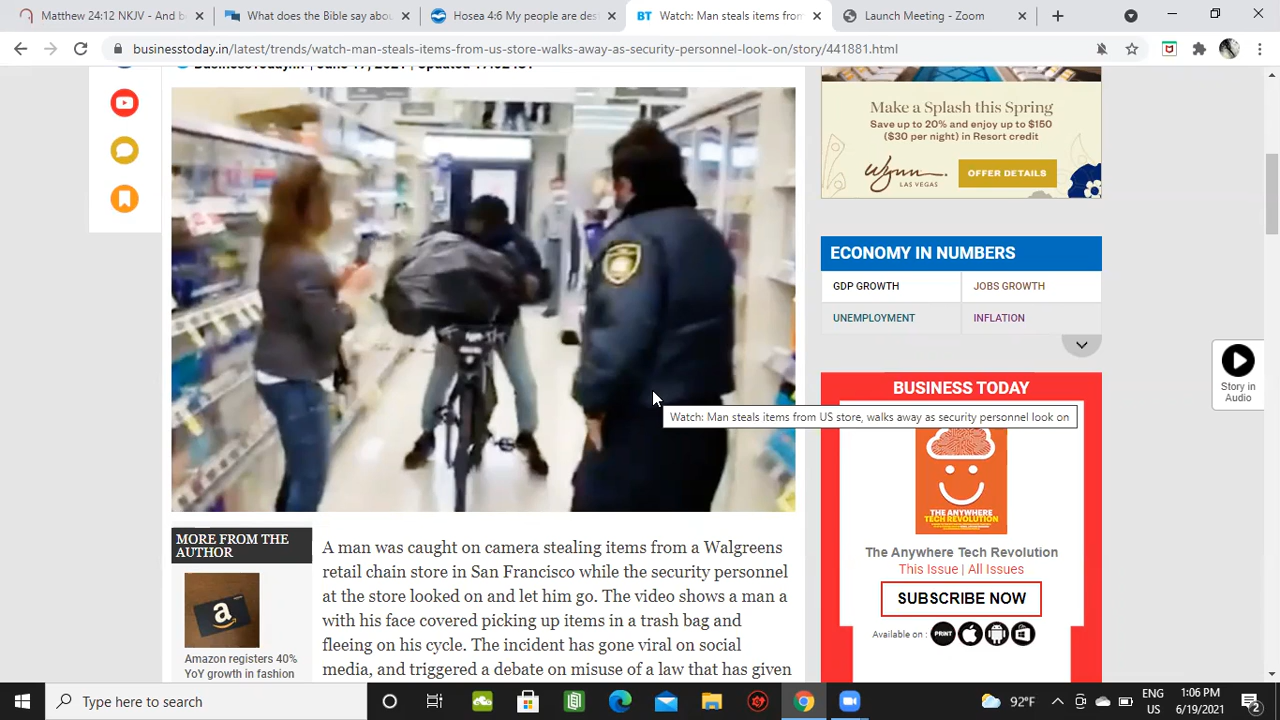 Matthew 24:12 NKJV - And b
What does the Bible say abou
Hosea 4:6 My people are des
BT Watch: Man steals items from
Launch Meeting - Zoom
businesstoday.in/latest/trends/watch-man-steals-items-from-us-store-walks-away-as-security-personnel-look-on/story/441881.html
Make a Splash this Spring
Save up to 20% and enjoy up to $150
($30 per night) in Resort credit
Wynn
LAS VEGAS
OFFER DETAILS
ECONOMY IN NUMBERS
GDP GROWTH
JOBS GROWTH
UNEMPLOYMENT
INFLATION
Story in
Audio
BUSINESS TODAY
Watch: Man steals items from US store, walks away as security personnel look on
THE ANYWHERE
TECH REVOLUTION
The Anywhere Tech Revolution
This Issue | All Issues
SUBSCRIBE NOW
Available on :
PRINT
MORE FROM THE
AUTHOR
a
Amazon registers 40%
YoY growth in fashion
A man was caught on camera stealing items from a Walgreens
retail chain store in San Francisco while the security personnel
at the store looked on and let him go. The video shows a man a
with his face covered picking up items in a trash bag and
fleeing on his cycle. The incident has gone viral on social
media, and triggered a debate on misuse of a law that has given
Type here to search
92°F
ENG
US
1:06 PM
6/19/2021
2